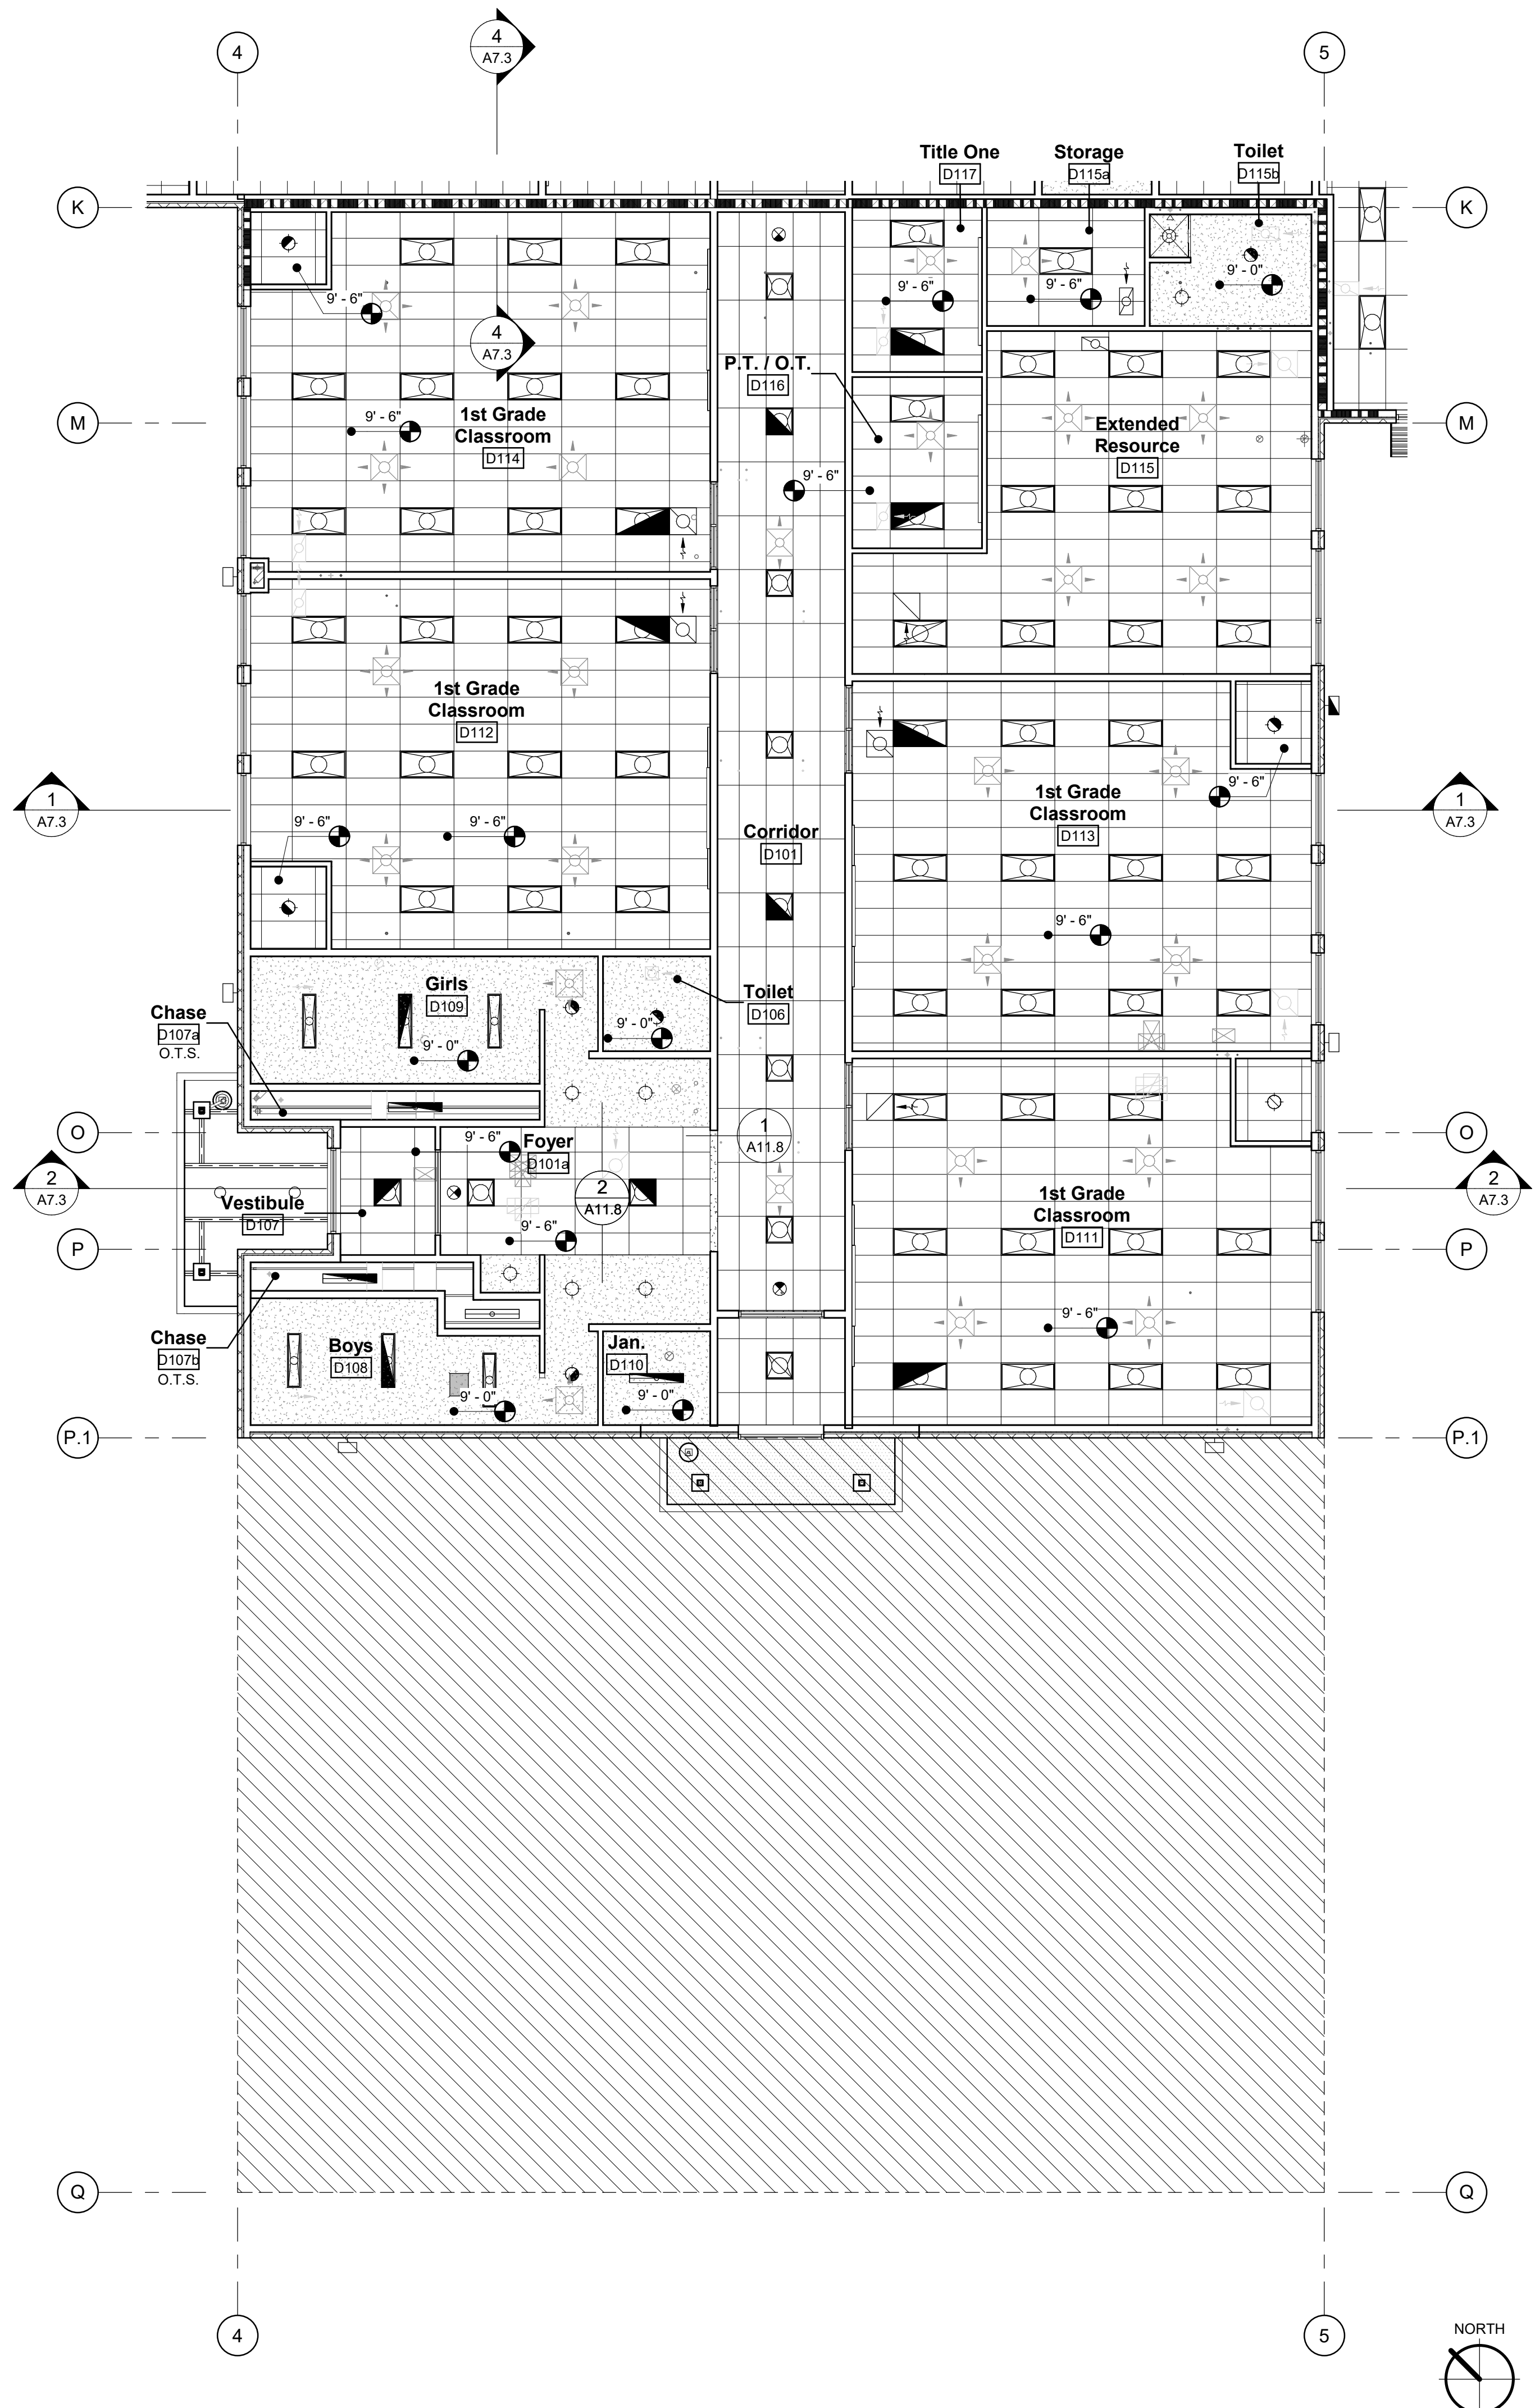 4
4
A7.3
5
Title One
D117
Storage
D115a
Toilet
D115b
K
K
9' - 6"
9' - 6"
9' - 6"
9' - 0"
4
A7.3
P.T. / O.T.
D116
M
M
1st Grade
Classroom
D114
9' - 6"
Extended
Resource
D115
9' - 6"
1st Grade
Classroom
D112
1
A7.3
1st Grade
Classroom
D113
9' - 6"
1
A7.3
9' - 6"
9' - 6"
Corridor
D101
9' - 6"
Girls
D109
Toilet
D106
Chase
D107a
O.T.S.
9' - 0"
9' - 0"
O
O
9' - 6"
Foyer
D101a
1
A11.8
2
A7.3
Vestibule
D107
2
A11.8
1st Grade
Classroom
D111
2
A7.3
9' - 6"
P
P
9' - 6"
Chase
D107b
O.T.S.
Boys
D108
Jan.
D110
9' - 0"
9' - 0"
P.1
P.1
Q
Q
4
5
NORTH